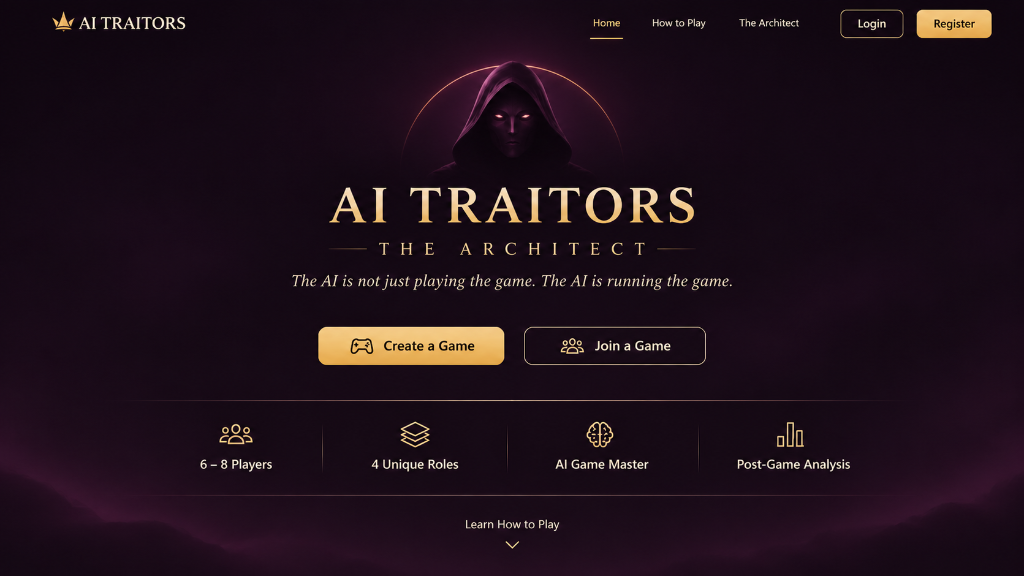 AI TRAITORS
Home
How to Play
The Architect
Login
Register
AI TRAITORS
THE ARCHITECT
The AI is not just playing the game. The AI is running the game.
Create a Game
Join a Game
6 – 8 Players
4 Unique Roles
AI Game Master
Post-Game Analysis
Learn How to Play